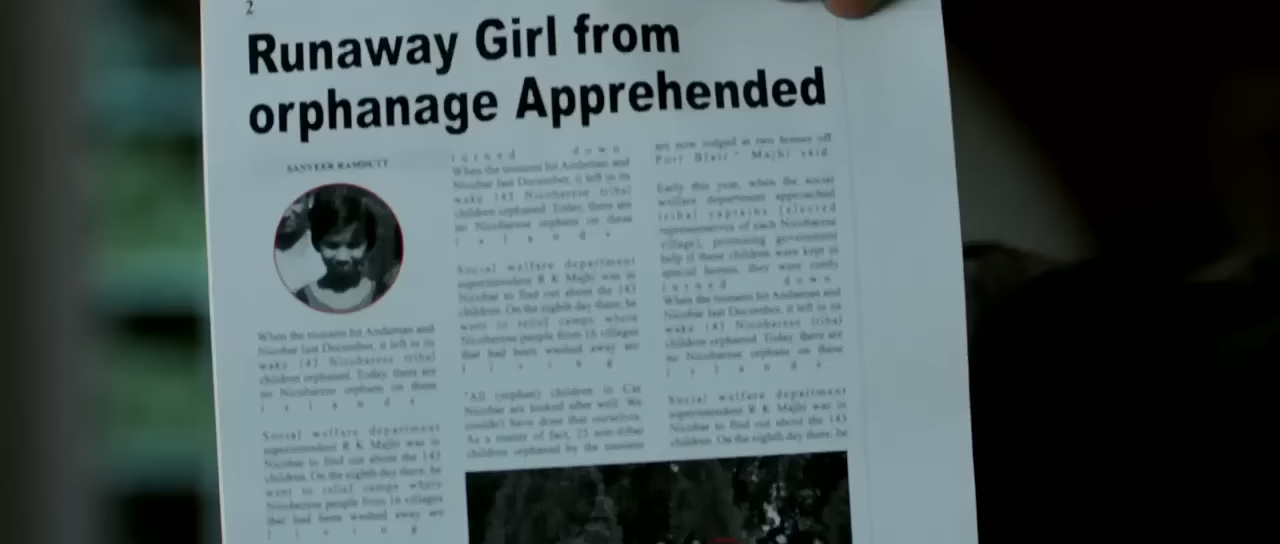 2
Runaway Girl from
orphanage Apprehended
SANVEER RAMDUTT
When the tsunami hit Andaman and
Nicobar last December, it left in its
wake 143 Nicobarese tribal
children orphaned. Today, there are
no Nicobarese orphans on these
i s l a n d s
Social welfare department
superintendent R K Majhi was in
Nicobar to find out about the 143
children. On the eighth day there, he
went to relief camps where
Nicobarese people from 16 villages
that had been washed away are
l i v i n g
t u r n e d d o w n
When the tsunami hit Andaman and
Nicobar last December, it left in its
wake 143 Nicobarese tribal
children orphaned. Today, there are
no Nicobarese orphans on these
i s l a n d s
Social welfare department
superintendent R K Majhi was in
Nicobar to find out about the 143
children. On the eighth day there, he
went to relief camps where
Nicobarese people from 16 villages
that had been washed away are
l i v i n g
"All (orphan) children in Car
Nicobar are looked after well. We
couldn't have done that ourselves.
As a matter of fact, 25 non-tribal
children orphaned by the tsunami
are now lodged at two homes off
Port Blair" Majhi said
Early this year, when the social
welfare department approached
tribal captains (elected
representatives of each Nicobarese
village), promising government
help if these children were kept in
special homes, they were curtly
t u r n e d d o w n
When the tsunami hit Andaman and
Nicobar last December, it left in its
wake 143 Nicobarese tribal
children orphaned. Today, there are
no Nicobarese orphans on these
i s l a n d s
Social welfare department
superintendent R K Majhi was in
Nicobar to find out about the 143
children. On the eighth day there, he